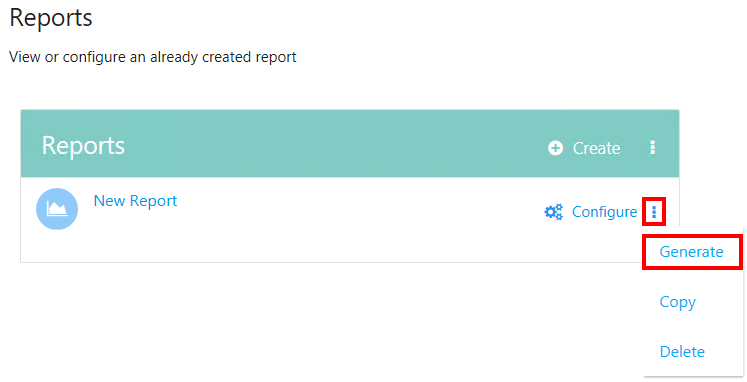 Reports
View or configure an already created report
Reports
Create
New Report
Configure
Generate
Copy
Delete